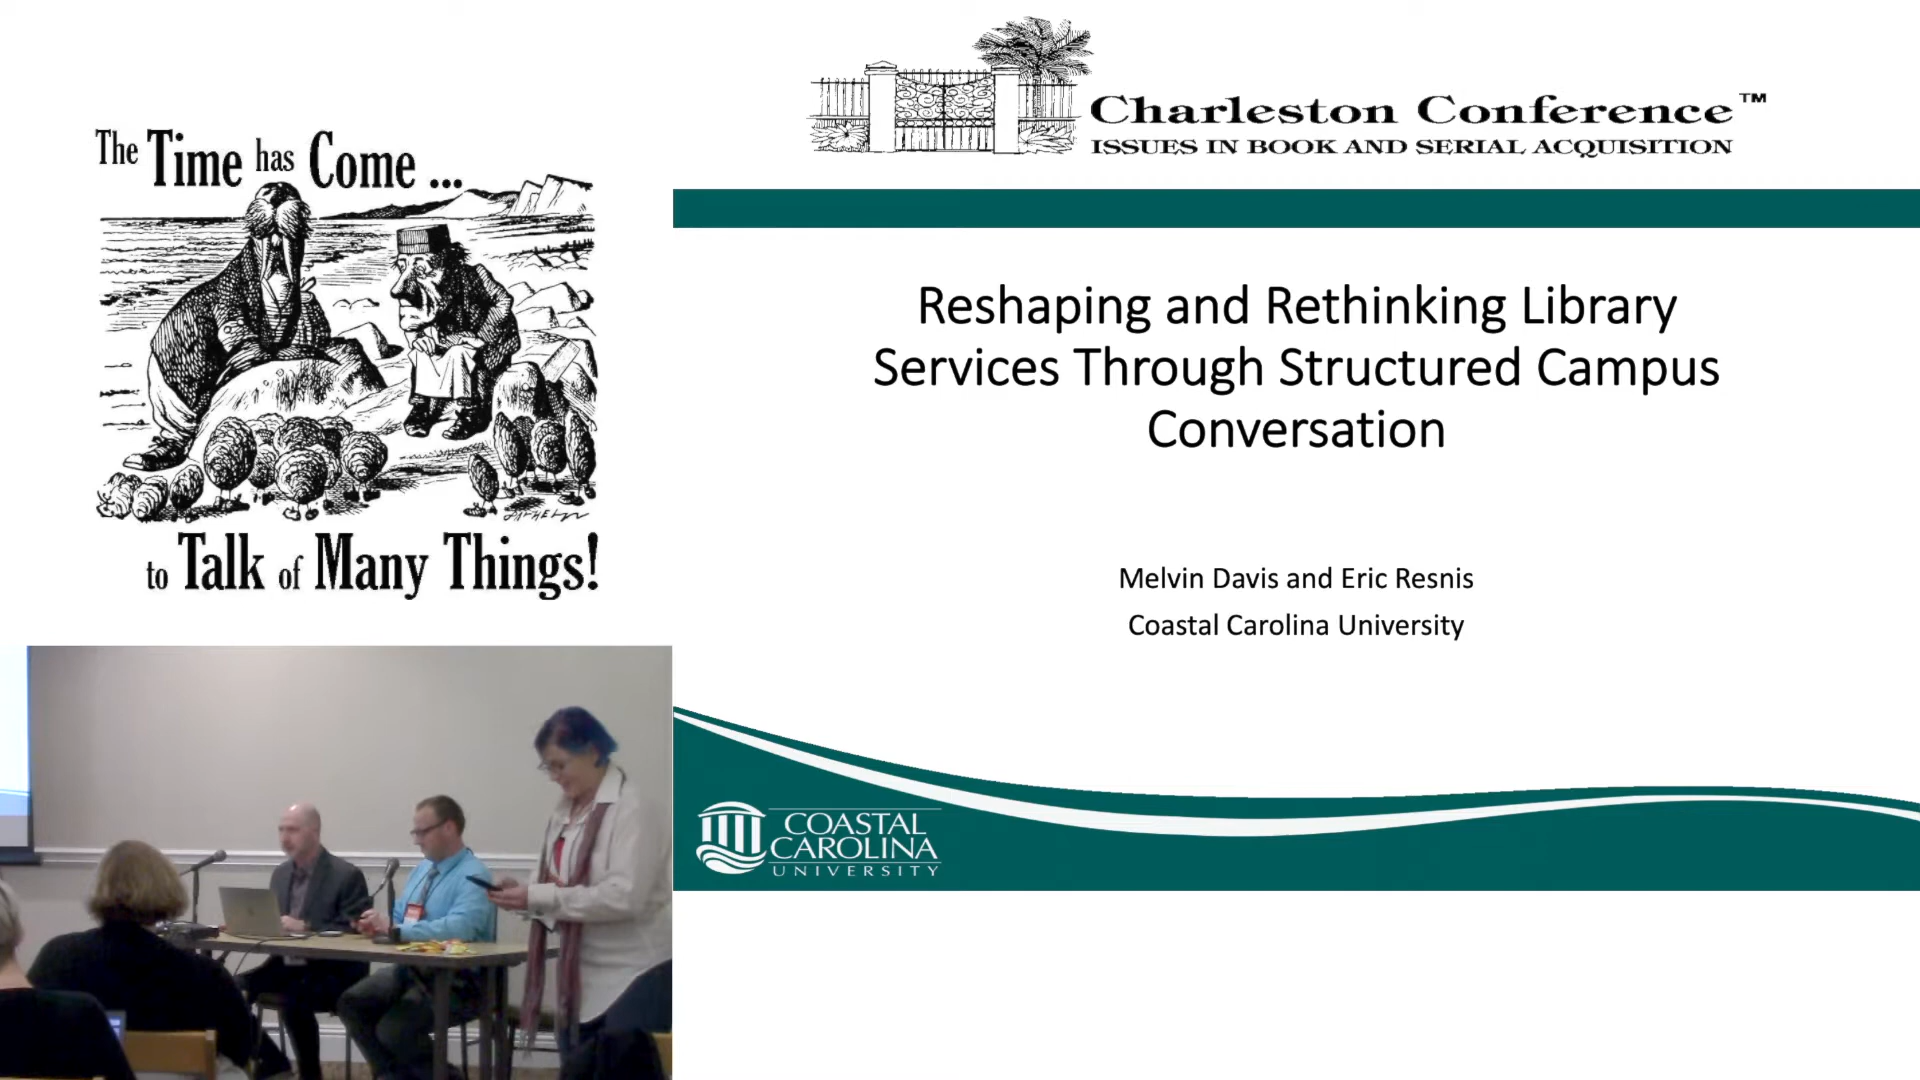 The Time has Come ...
to Talk of Many Things!
Charleston Conference™
ISSUES IN BOOK AND SERIAL ACQUISITION
Reshaping and Rethinking Library
Services Through Structured Campus
Conversation
Melvin Davis and Eric Resnis
Coastal Carolina University
COASTAL
CAROLINA
UNIVERSITY